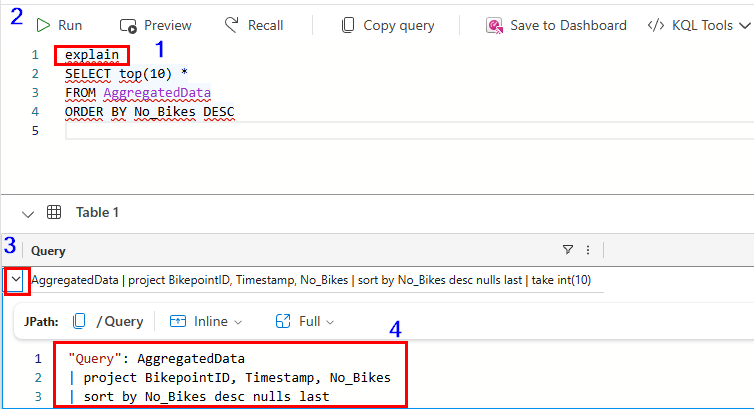 2 Run Preview Recall Copy query Save to Dashboard </> KQL Tools
1 explain 1
2 SELECT top(10) *
3 FROM AggregatedData
4 ORDER BY No_Bikes DESC
5
Table 1
3 Query
AggregatedData | project BikepointID, Timestamp, No_Bikes | sort by No_Bikes desc nulls last | take int(10)
JPath: /Query Inline Full 4
1 "Query": AggregatedData
2 | project BikepointID, Timestamp, No_Bikes
3 | sort by No_Bikes desc nulls last